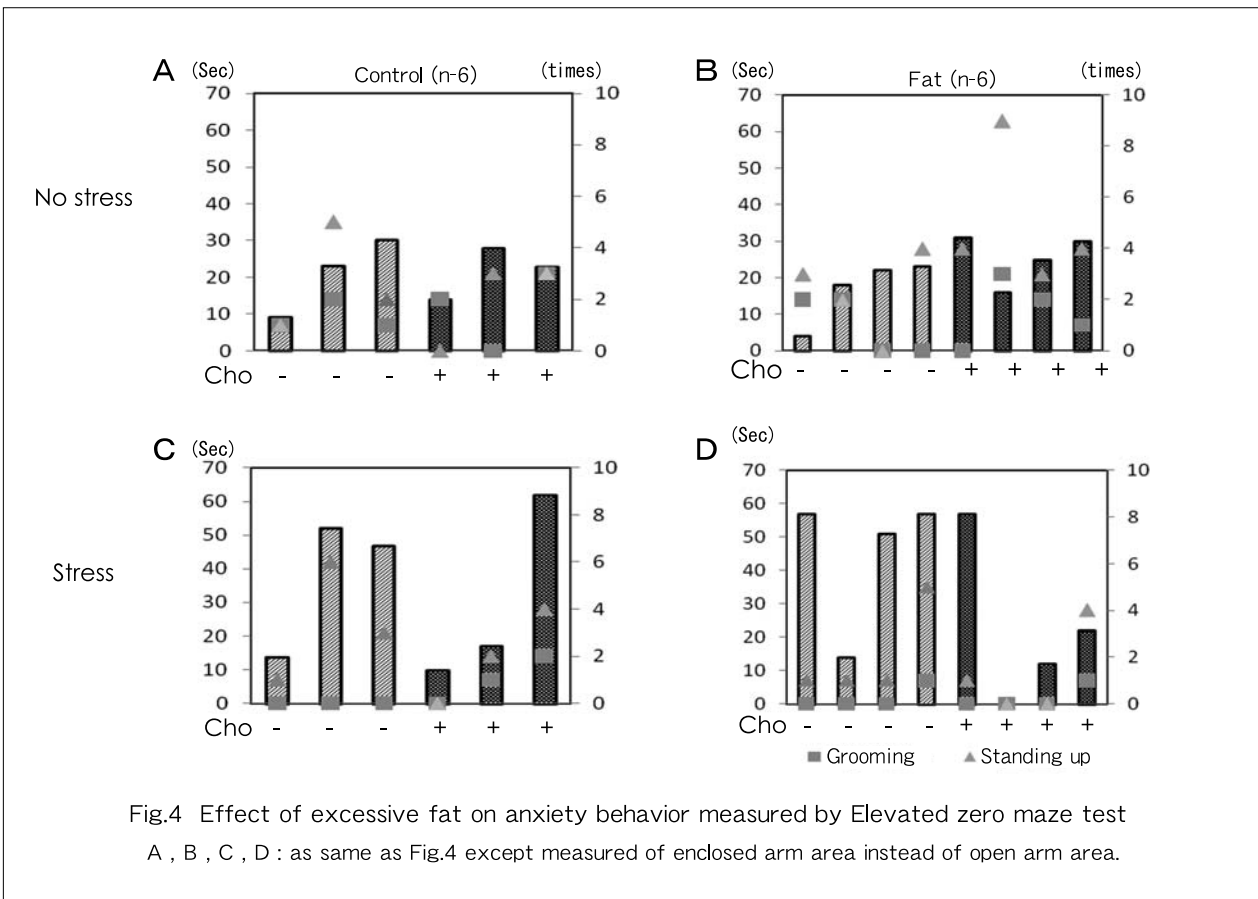 A (Sec) Control (n-6) (times)
70 10
60 8
50
40 6
30 4
20
10 2
0 0
Cho - - - + + +
B (Sec) Fat (n-6) (times)
70 10
60 8
50
40 6
30 4
20
10 2
0 0
Cho - - - - + + + +
No stress
C (Sec)
70 10
60 8
50
40 6
30 4
20
10 2
0 0
Cho - - - + + +
D (Sec)
70 10
60 8
50
40 6
30 4
20
10 2
0 0
Cho - - - - + + + +
Stress
Grooming Standing up
Fig.4 Effect of excessive fat on anxiety behavior measured by Elevated zero maze test
A , B , C , D : as same as Fig.4 except measured of enclosed arm area instead of open arm area.